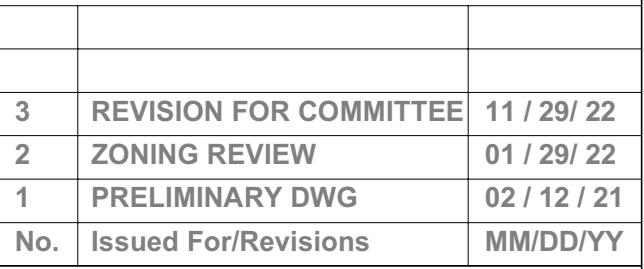 3 REVISION FOR COMMITTEE 11 / 29/ 22
2 ZONING REVIEW 01 / 29/ 22
1 PRELIMINARY DWG 02 / 12 / 21
No. Issued For/Revisions MM/DD/YY